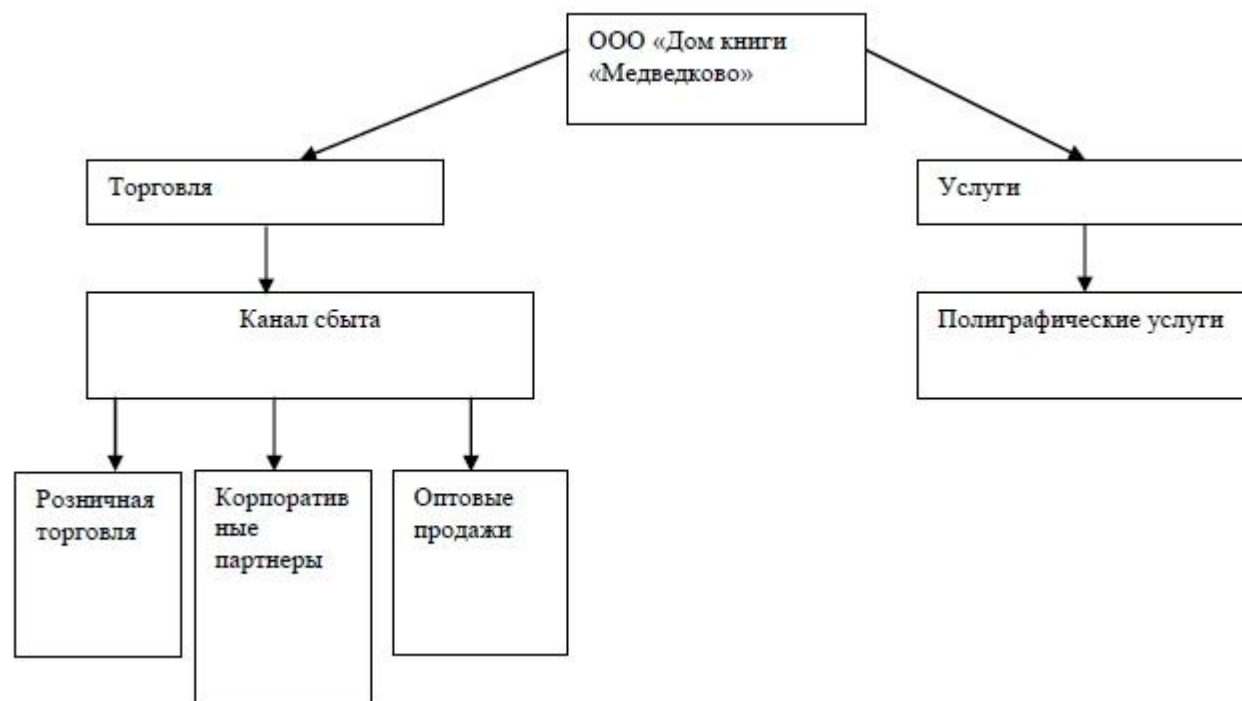 ООО «Дом книги
«Медведково»
Торговля
Услуги
Канал сбыта
Полиграфические услуги
Розничная
торговля
Корпоратив
ные
партнеры
Оптовые
продажи